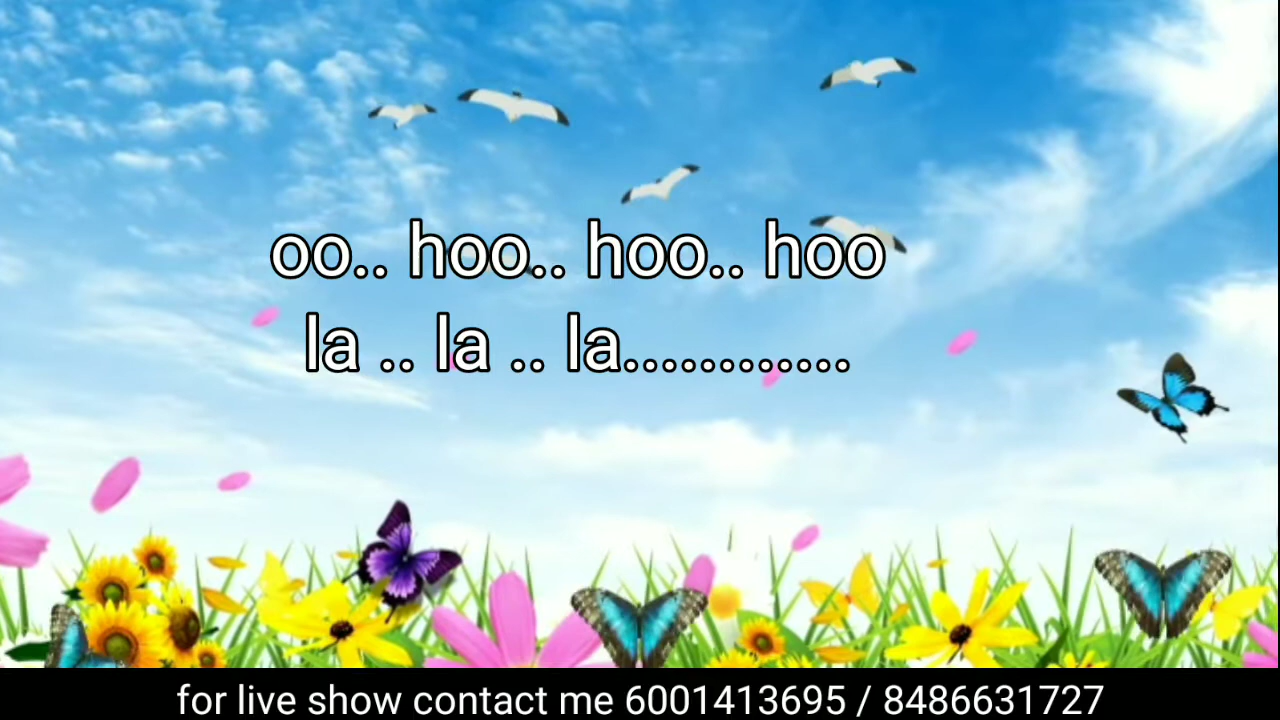 oo.. hoo.. hoo.. hoo
la .. la .. la............
for live show contact me 6001413695 / 8486631727